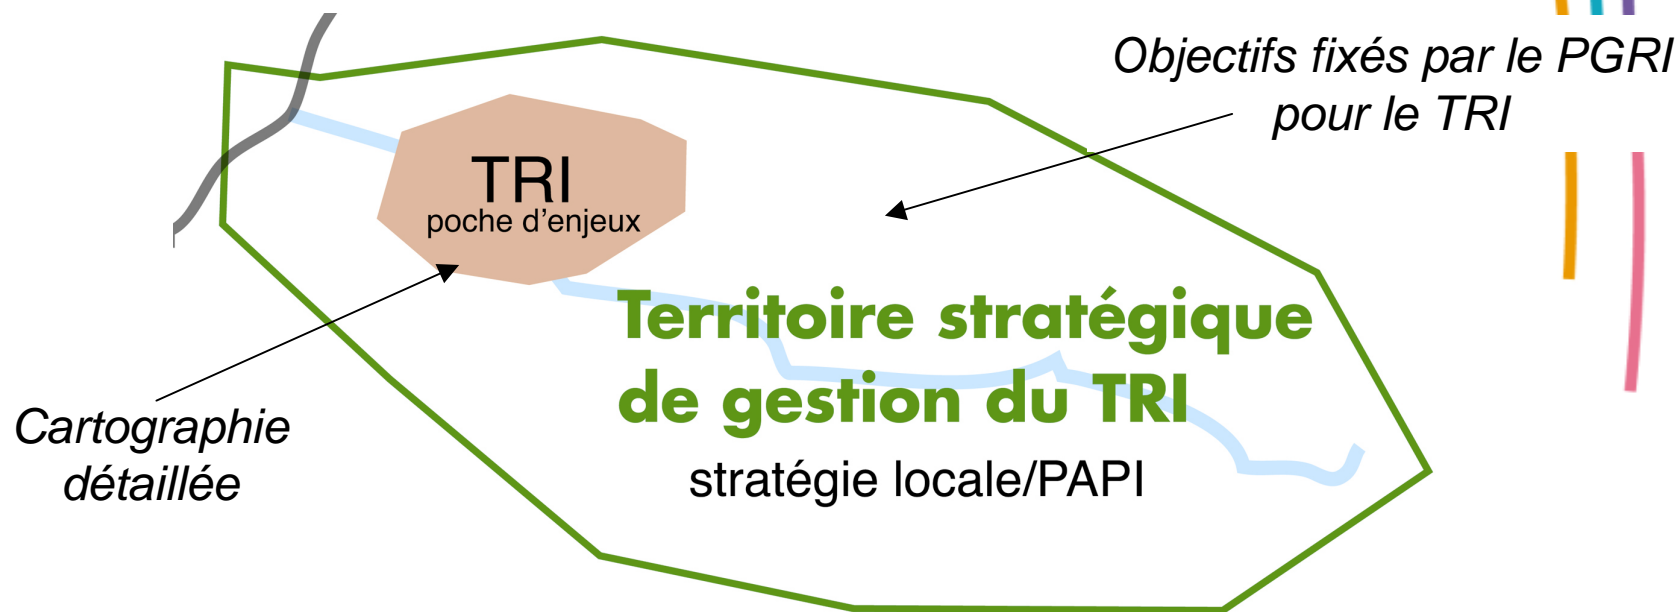 Objectifs fixés par le PGRI
pour le TRI
TRI
poche d'enjeux
Territoire stratégique
de gestion du TRI
stratégie locale/PAPI
Cartographie
détaillée